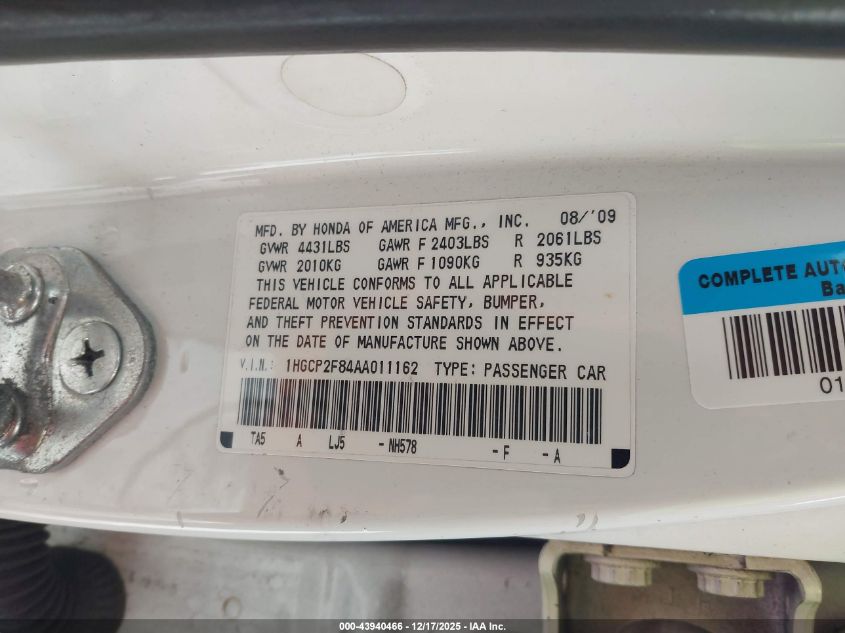 MFD. BY HONDA OF AMERICA MFG., INC. 08/'09
GVWR 4431LBS GAWR F 2403LBS R 2061LBS
GVWR 2010KG GAWR F 1090KG R 935KG
THIS VEHICLE CONFORMS TO ALL APPLICABLE
FEDERAL MOTOR VEHICLE SAFETY, BUMPER,
AND THEFT PREVENTION STANDARDS IN EFFECT
ON THE DATE OF MANUFACTURE SHOWN ABOVE.
V.I.N.: 1HGCP2F84AA011162 TYPE: PASSENGER CAR
TA5 A LJ5 - NH578 - F - A
COMPLETE AUTO
Ba
01
000-43940466 - 12/17/2025 - IAA Inc.